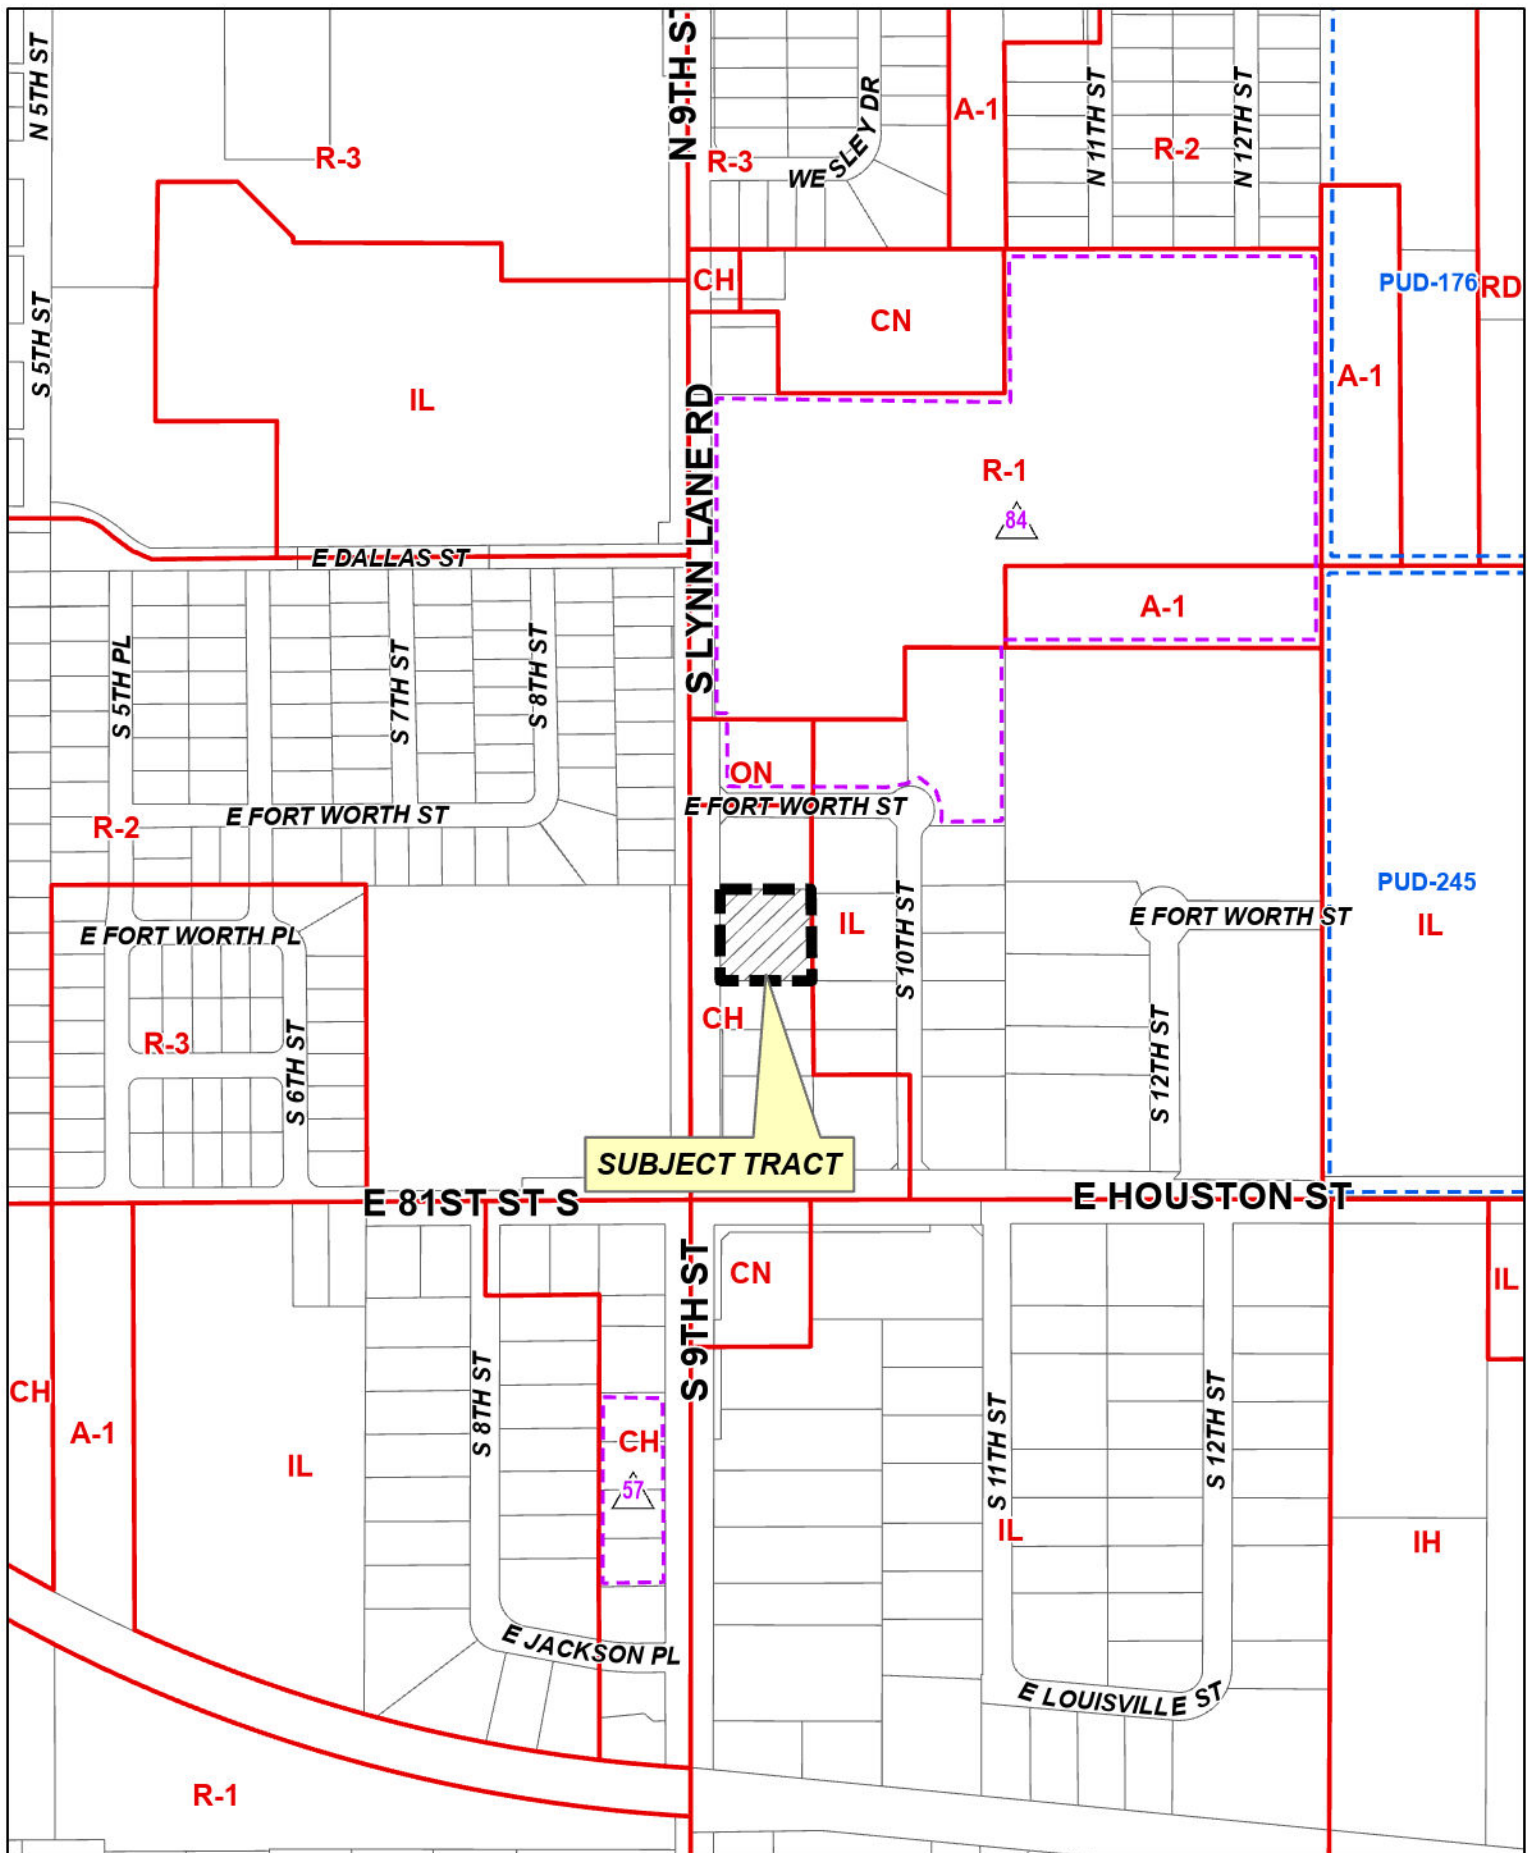 N 5TH ST
R-3
N 9TH ST
R-3
WESLEY DR
A-1
N 11TH ST
R-2
N 12TH ST
PUD-176
RD
CH
CN
S 5TH ST
IL
A-1
S LYNN LANE RD
R-1
84
E DALLAS ST
A-1
S 5TH PL
S 7TH ST
S 8TH ST
ON
E FORT WORTH ST
E FORT WORTH ST
R-2
PUD-245
IL
E FORT WORTH ST
E FORT WORTH PL
IL
S 10TH ST
CH
R-3
S 6TH ST
S 12TH ST
SUBJECT TRACT
E 81ST ST S
E HOUSTON ST
S 9TH ST
CN
IL
CH
A-1
IL
S 8TH ST
CH
57
S 11TH ST
IL
S 12TH ST
IH
E JACKSON PL
E LOUISVILLE ST
R-1